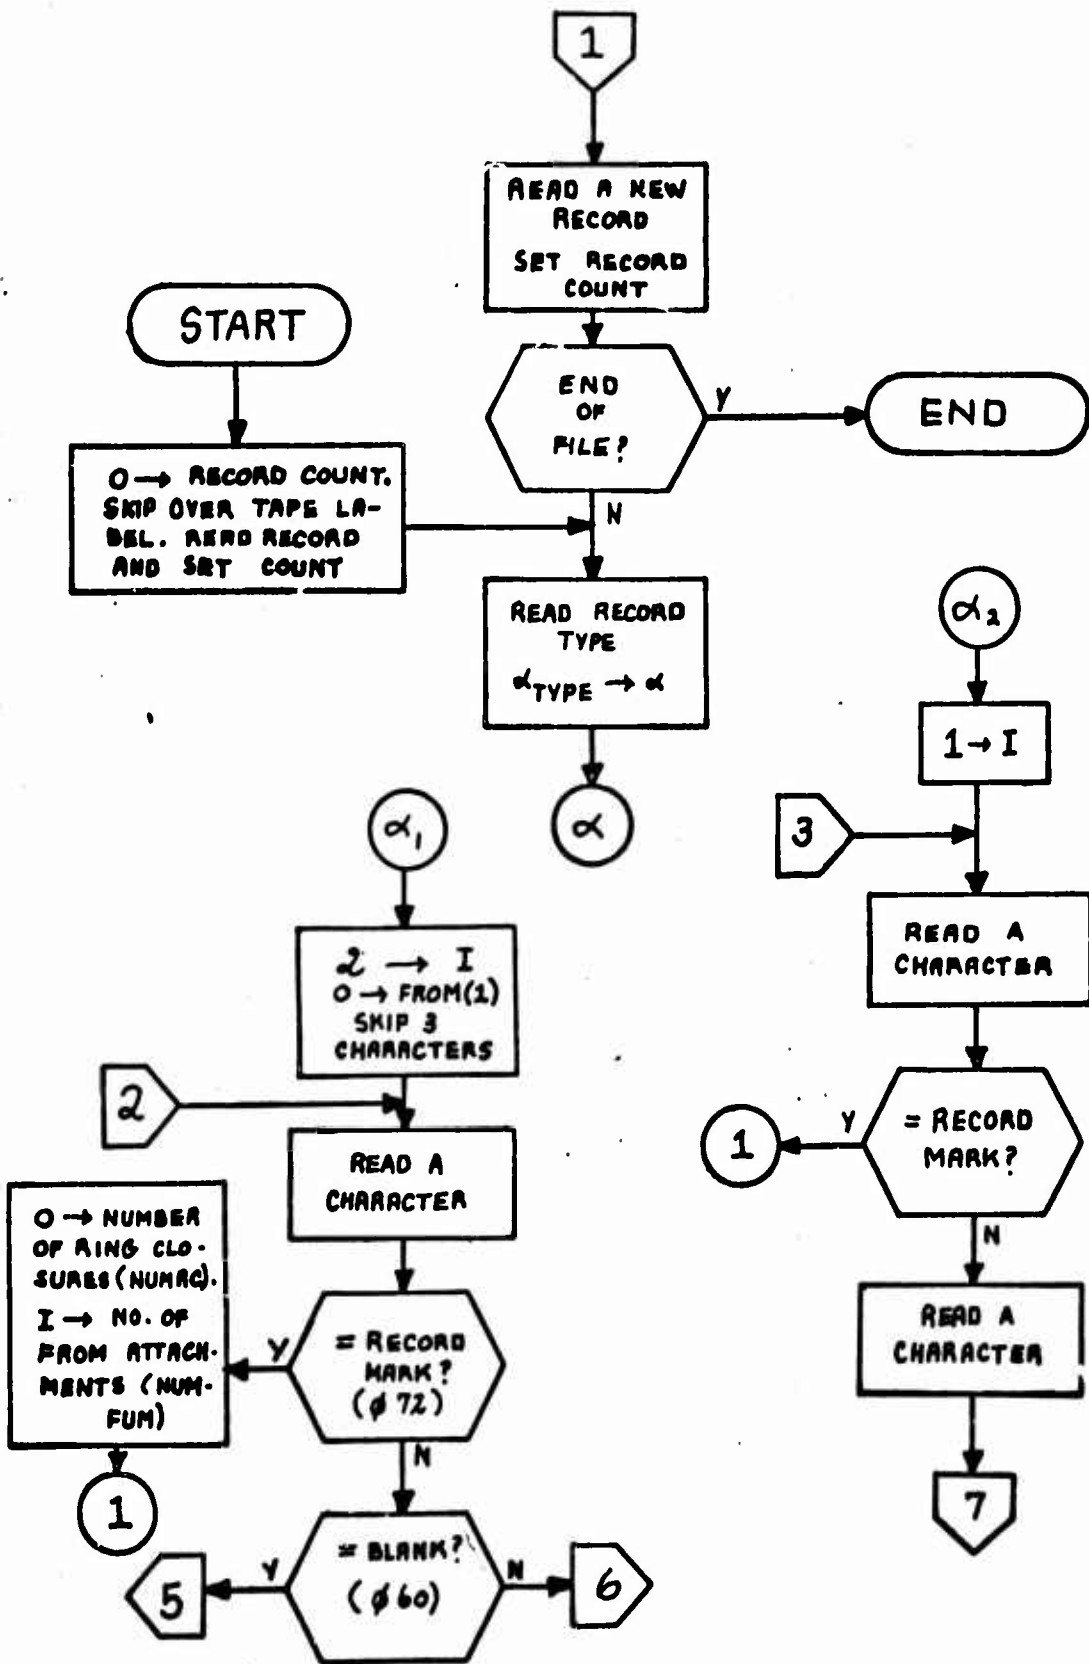 1
READ A NEW
RECORD
SET RECORD
COUNT
START
END
OF
FILE?
Y
END
0 → RECORD COUNT.
SKIP OVER TAPE LA-
BEL. READ RECORD
AND SET COUNT
N
READ RECORD
TYPE
α TYPE → α
α
α2
1 → I
3
READ A
CHARACTER
= RECORD
MARK?
Y
1
N
READ A
CHARACTER
7
α1
2 → I
0 → FROM(1)
SKIP 3
CHARACTERS
2
READ A
CHARACTER
= RECORD
MARK?
(ϕ 72)
Y
0 → NUMBER
OF RING CLO-
SURES (NUMRC).
I → NO. OF
FROM ATTACH-
MENTS (NUM-
FUM)
1
N
= BLANK?
(ϕ 60)
Y
5
N
6